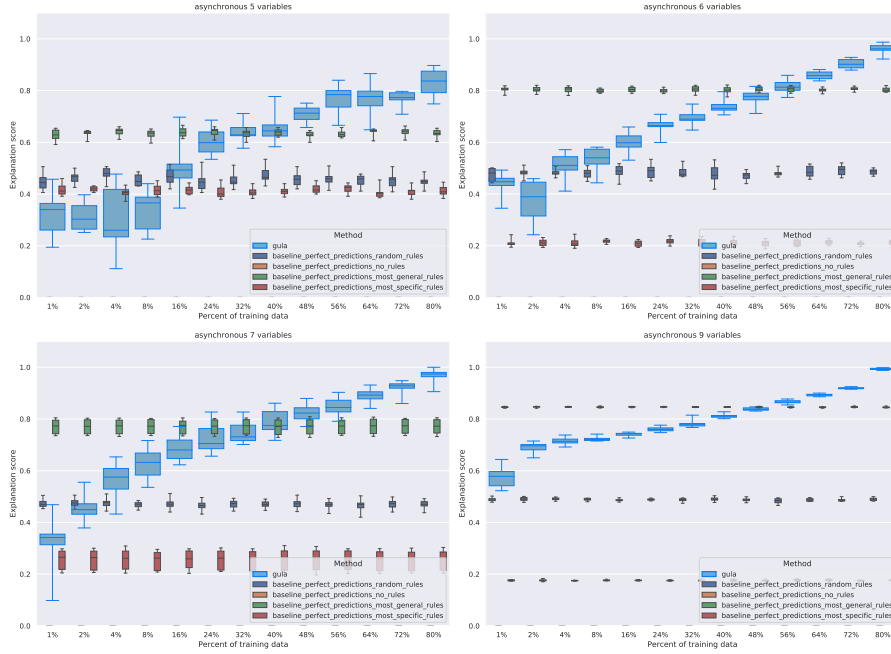 asynchronous 5 variables
1.0
0.8
0.6
0.4
0.2
0.0
Explanation score
1% 2% 4% 8% 16% 24% 32% 40% 48% 56% 64% 72% 80%
Percent of training data
Method
gula
baseline_perfect_predictions_random_rules
baseline_perfect_predictions_no_rules
baseline_perfect_predictions_most_general_rules
baseline_perfect_predictions_most_specific_rules
asynchronous 6 variables
1.0
0.8
0.6
0.4
0.2
0.0
Explanation score
1% 2% 4% 8% 16% 24% 32% 40% 48% 56% 64% 72% 80%
Percent of training data
Method
gula
baseline_perfect_predictions_random_rules
baseline_perfect_predictions_no_rules
baseline_perfect_predictions_most_general_rules
baseline_perfect_predictions_most_specific_rules
asynchronous 7 variables
1.0
0.8
0.6
0.4
0.2
0.0
Explanation score
1% 2% 4% 8% 16% 24% 32% 40% 48% 56% 64% 72% 80%
Percent of training data
Method
gula
baseline_perfect_predictions_random_rules
baseline_perfect_predictions_no_rules
baseline_perfect_predictions_most_general_rules
baseline_perfect_predictions_most_specific_rules
asynchronous 9 variables
1.0
0.8
0.6
0.4
0.2
0.0
Explanation score
1% 2% 4% 8% 16% 24% 32% 40% 48% 56% 64% 72% 80%
Percent of training data
Method
gula
baseline_perfect_predictions_random_rules
baseline_perfect_predictions_no_rules
baseline_perfect_predictions_most_general_rules
baseline_perfect_predictions_most_specific_rules